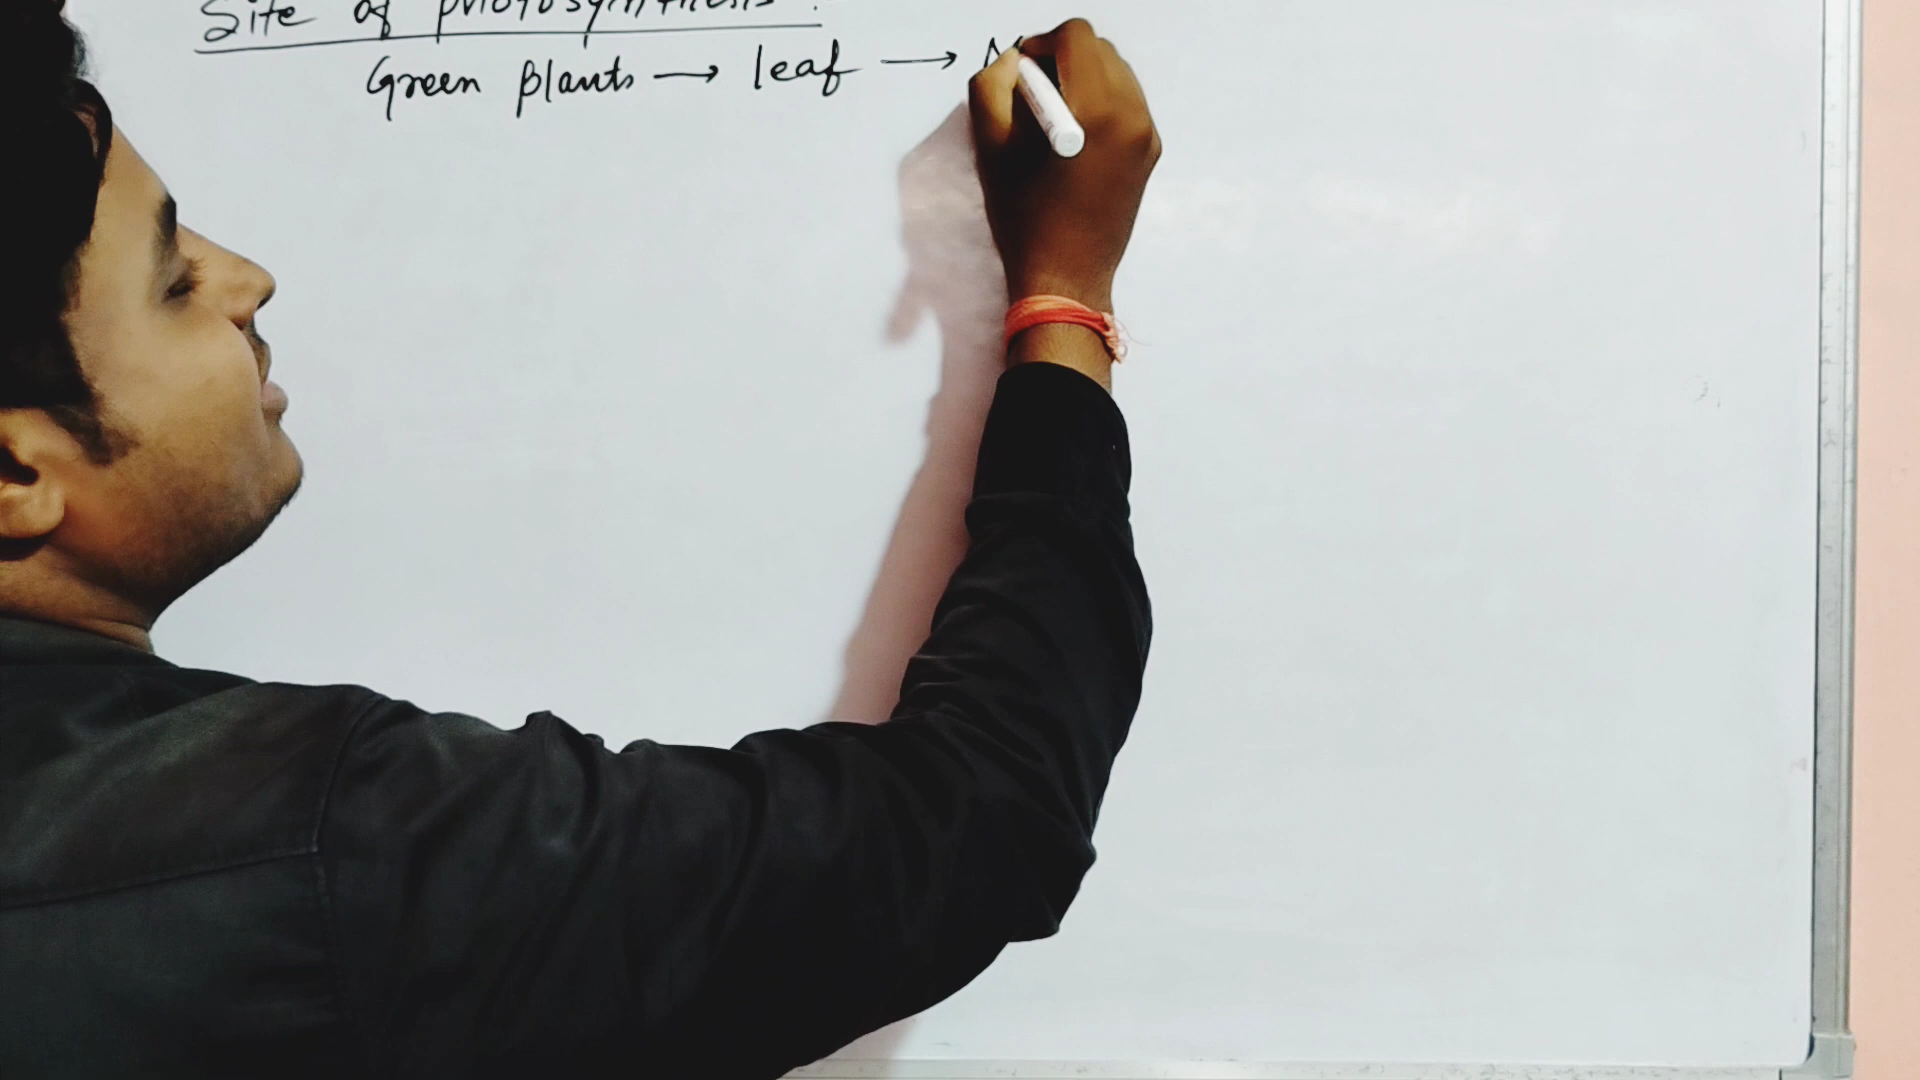 Site of photosynthesis :
Green plants → leaf →